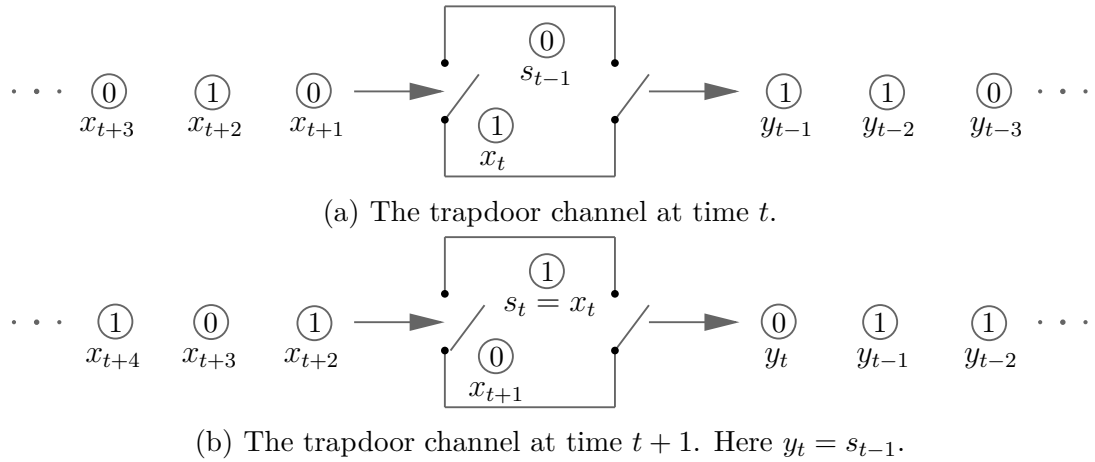 0
s_{t−1}
· · · 0 1 0 1 1 0 · · ·
x_{t+3} x_{t+2} x_{t+1} y_{t−1} y_{t−2} y_{t−3}
1
x_t
(a) The trapdoor channel at time t.
1
s_t = x_t
· · · 1 0 1 0 1 1 · · ·
x_{t+4} x_{t+3} x_{t+2} y_t y_{t−1} y_{t−2}
0
x_{t+1}
(b) The trapdoor channel at time t + 1. Here y_t = s_{t−1}.